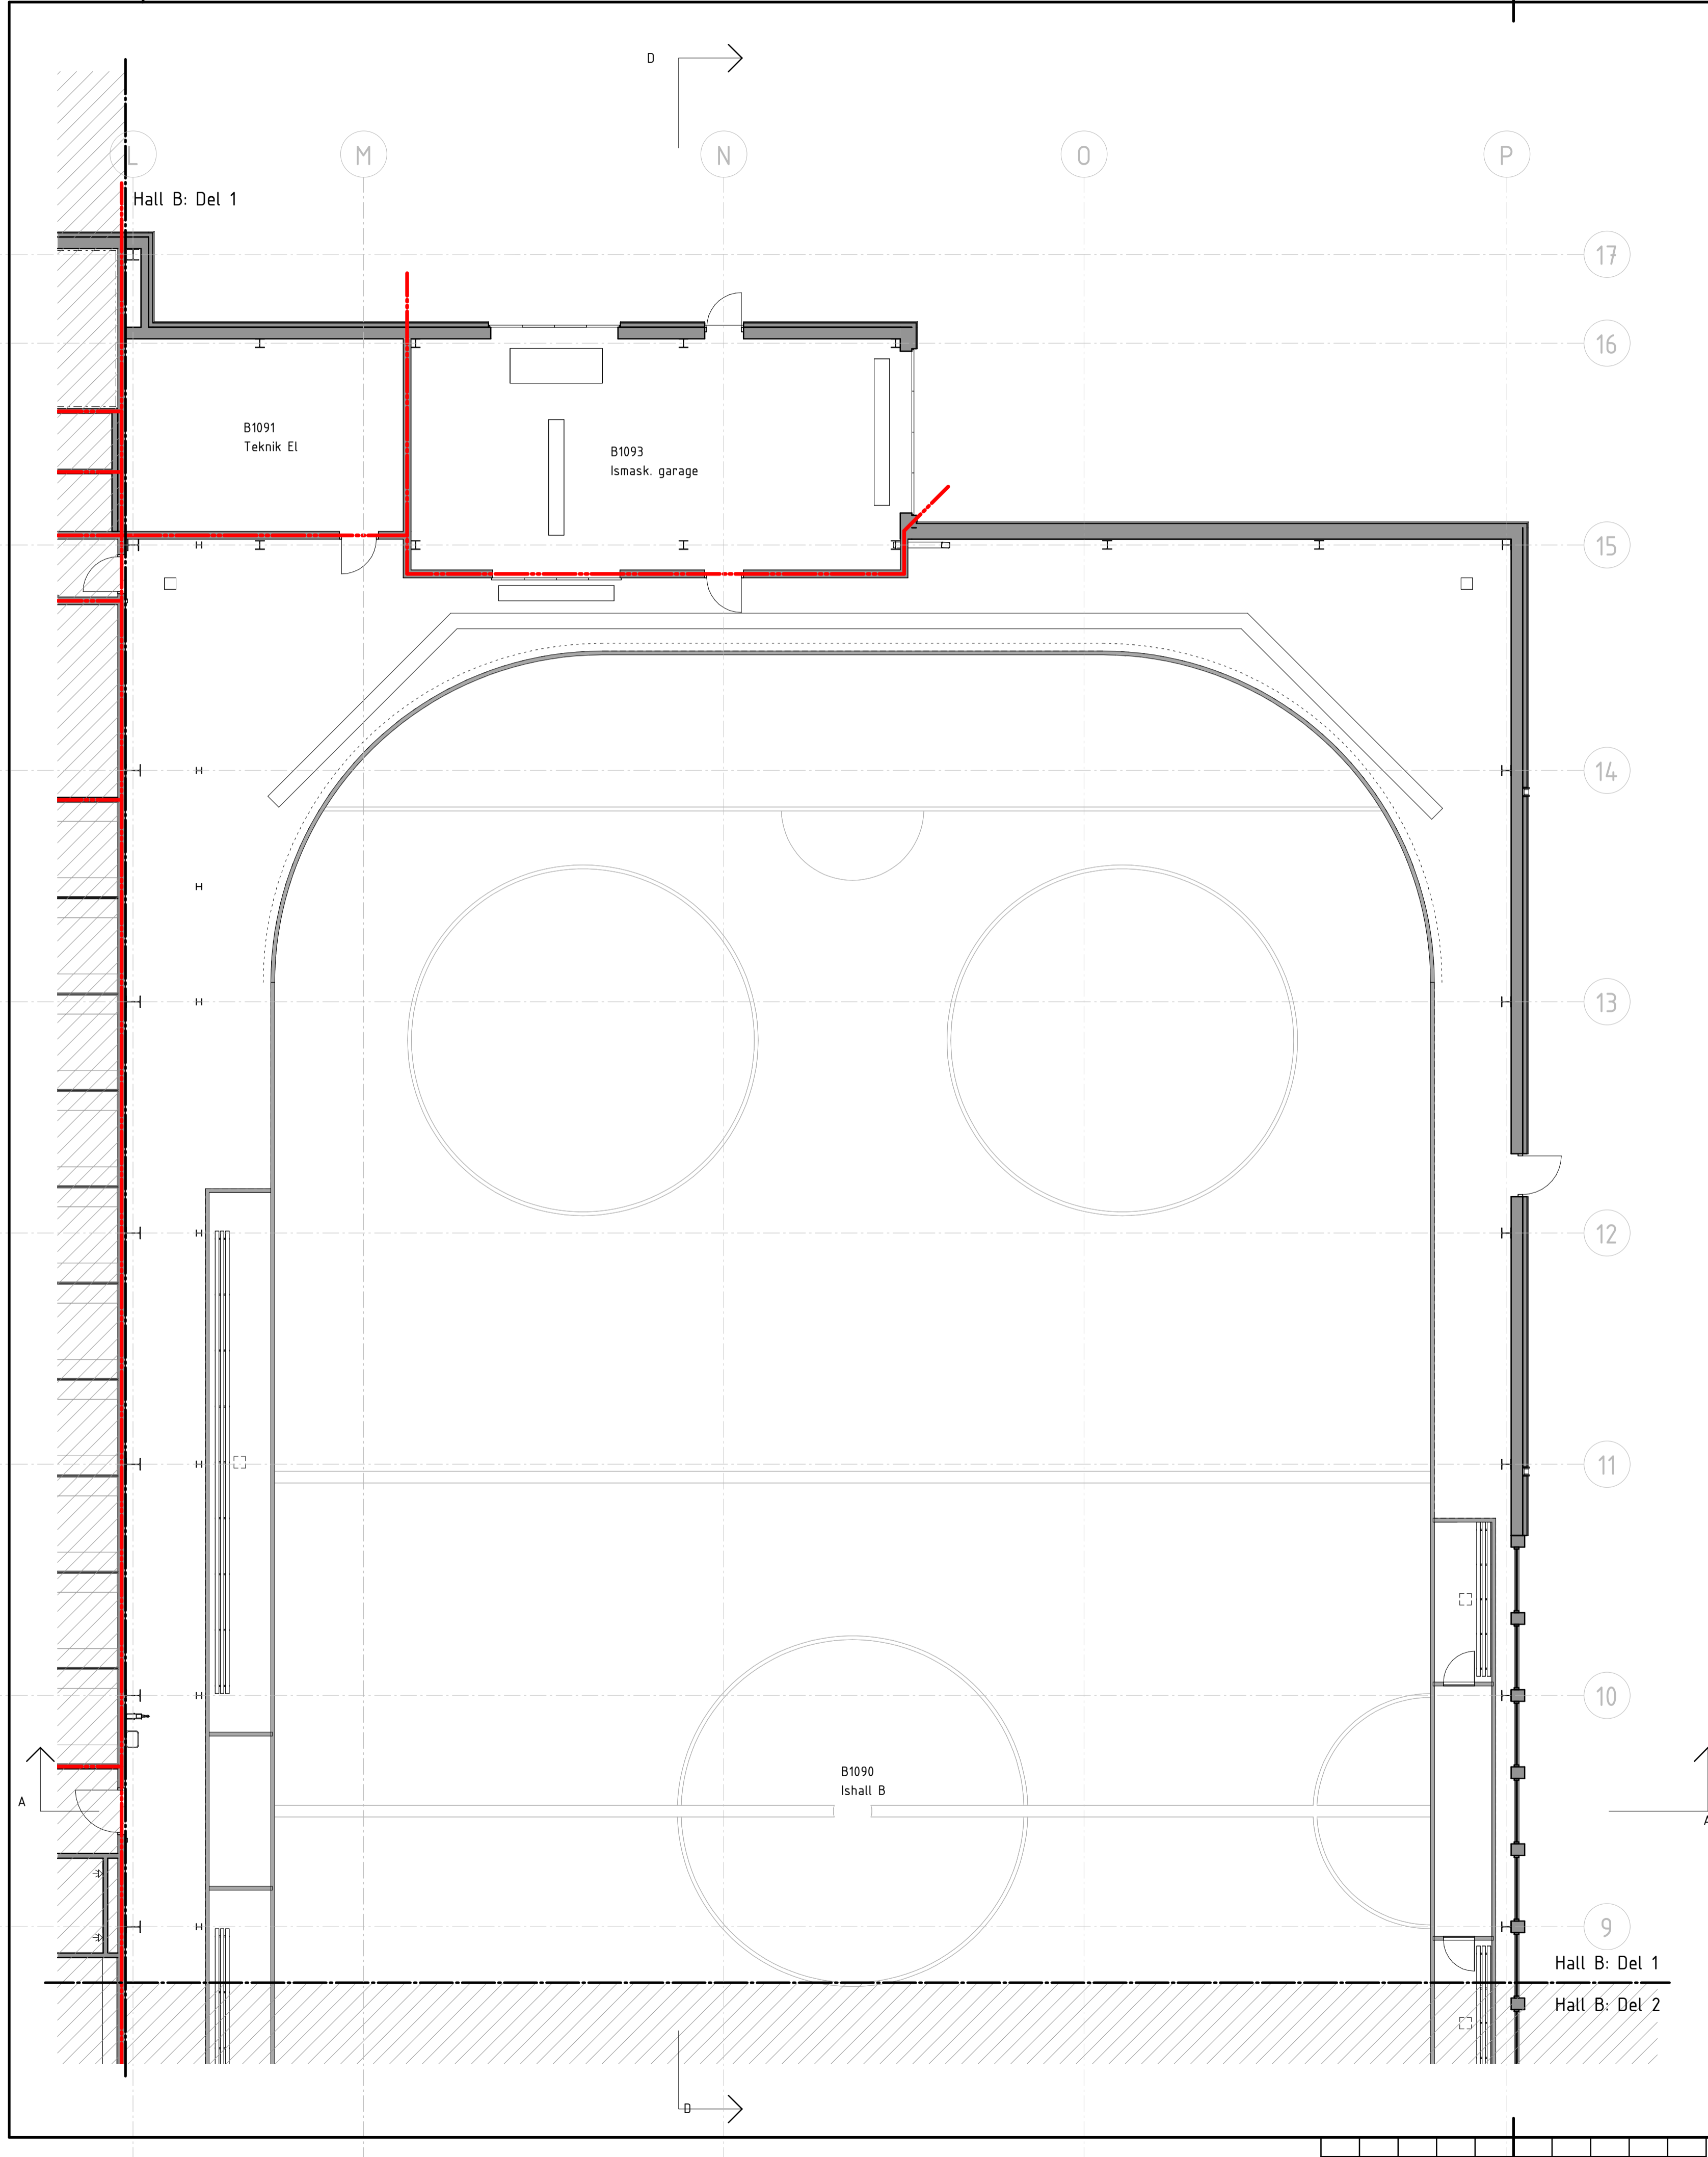 D
L
M
N
O
P
Hall B: Del 1
17
16
B1091
Teknik El
B1093
Ismask. garage
15
14
13
12
11
10
B1090
Ishall B
A
A
9
Hall B: Del 1
Hall B: Del 2
D